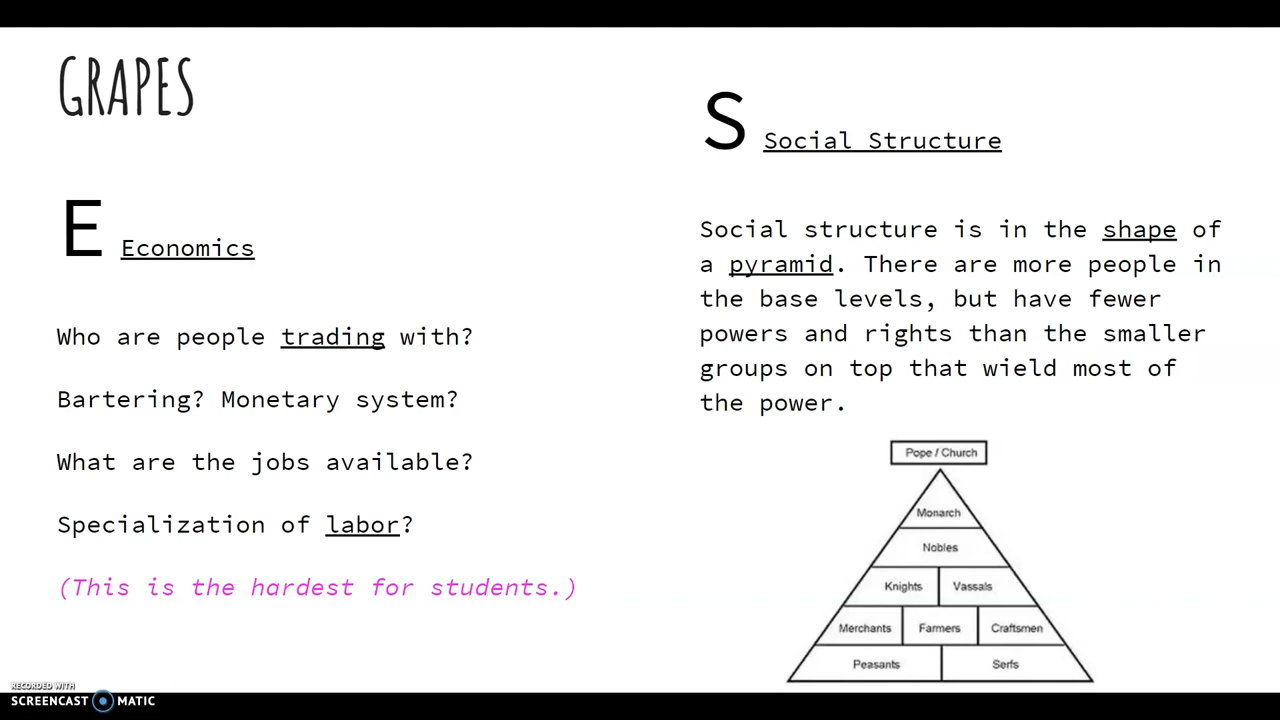 GRAPES
E Economics
Who are people trading with?
Bartering? Monetary system?
What are the jobs available?
Specialization of labor?
(This is the hardest for students.)
S Social Structure
Social structure is in the shape of
a pyramid. There are more people in
the base levels, but have fewer
powers and rights than the smaller
groups on top that wield most of
the power.
Pope / Church
Monarch
Nobles
Knights Vassals
Merchants Farmers Craftsmen
Peasants Serfs
RECORDED WITH
SCREENCAST MATIC